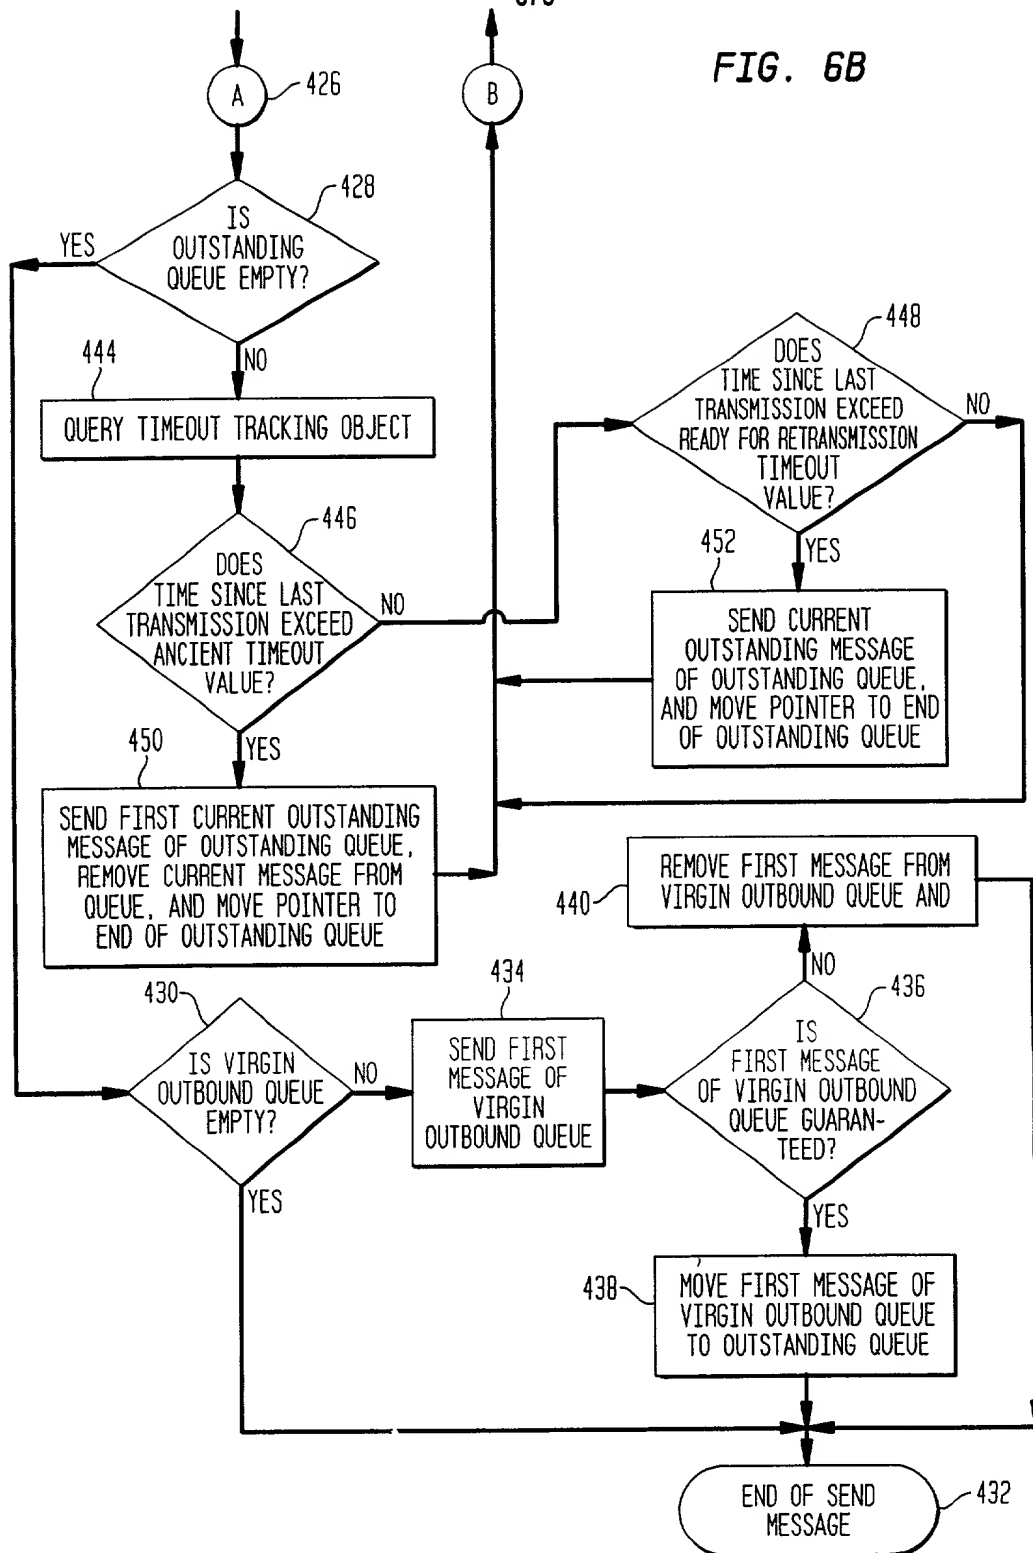 FIG. 6B
A
426
B
428
IS
OUTSTANDING
QUEUE EMPTY?
YES
NO
444
QUERY TIMEOUT TRACKING OBJECT
446
DOES
TIME SINCE LAST
TRANSMISSION EXCEED
ANCIENT TIMEOUT
VALUE?
NO
YES
448
DOES
TIME SINCE LAST
TRANSMISSION EXCEED
READY FOR RETRANSMISSION
TIMEOUT
VALUE?
NO
YES
452
SEND CURRENT
OUTSTANDING MESSAGE
OF OUTSTANDING QUEUE,
AND MOVE POINTER TO END
OF OUTSTANDING QUEUE
450
SEND FIRST CURRENT OUTSTANDING
MESSAGE OF OUTSTANDING QUEUE,
REMOVE CURRENT MESSAGE FROM
QUEUE, AND MOVE POINTER TO
END OF OUTSTANDING QUEUE
440
REMOVE FIRST MESSAGE FROM
VIRGIN OUTBOUND QUEUE AND
430
IS VIRGIN
OUTBOUND QUEUE
EMPTY?
NO
YES
434
SEND FIRST
MESSAGE OF
VIRGIN
OUTBOUND QUEUE
436
NO
IS
FIRST MESSAGE
OF VIRGIN OUTBOUND
QUEUE GUARAN-
TEED?
YES
438
MOVE FIRST MESSAGE OF
VIRGIN OUTBOUND QUEUE
TO OUTSTANDING QUEUE
END OF SEND
MESSAGE
432